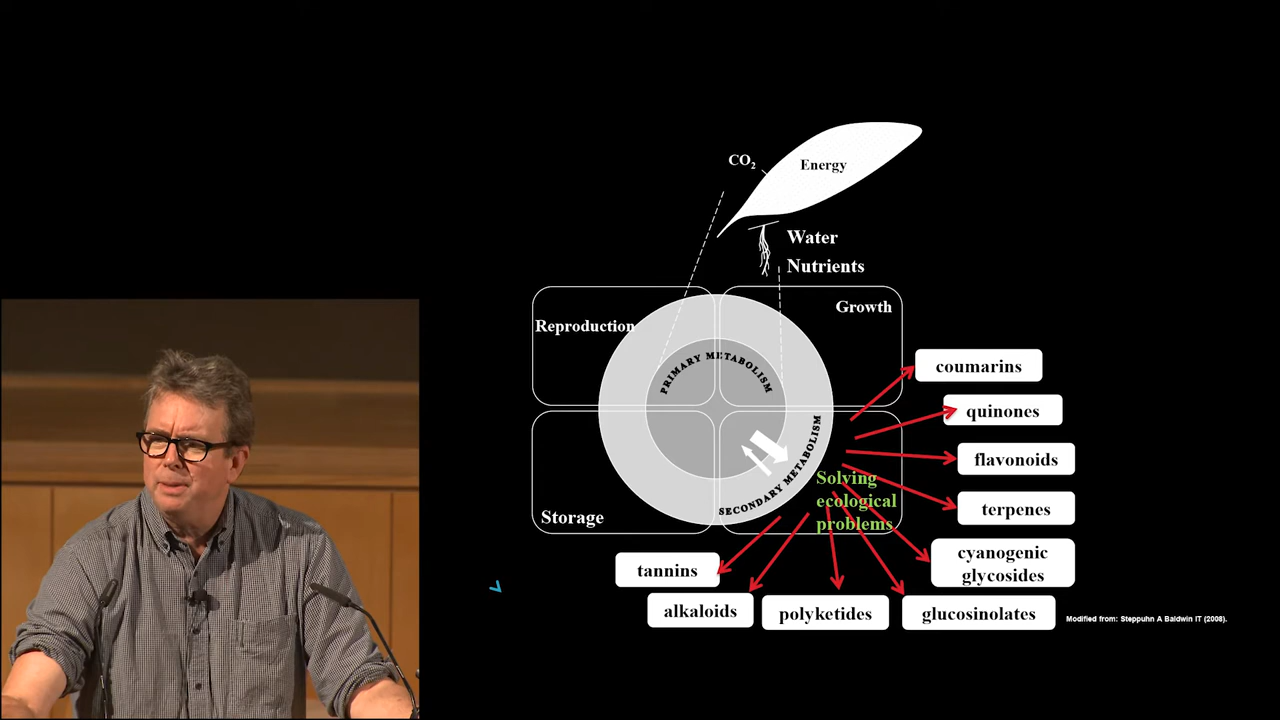 CO₂
Energy
Water
Nutrients
Reproduction
Growth
PRIMARY METABOLISM
SECONDARY METABOLISM
Storage
Solving
ecological
problems
coumarins
quinones
flavonoids
terpenes
cyanogenic
glycosides
tannins
alkaloids
polyketides
glucosinolates
Modified from: Steppuhn A Baldwin IT (2008).